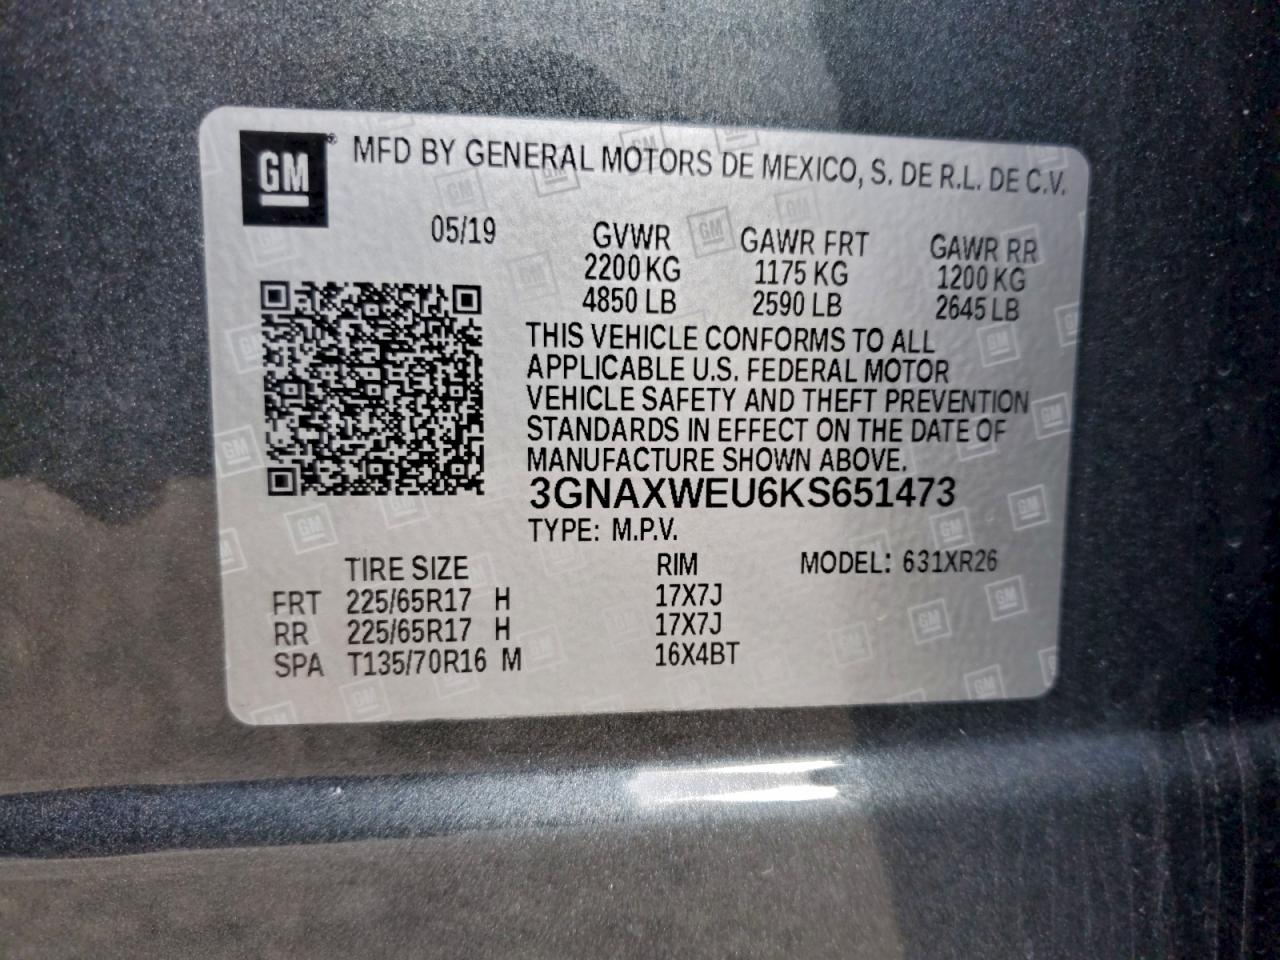 GM ® MFD BY GENERAL MOTORS DE MEXICO, S. DE R.L. DE C.V.
05/19 GVWR GAWR FRT GAWR RR
2200 KG 1175 KG 1200 KG
4850 LB 2590 LB 2645 LB
THIS VEHICLE CONFORMS TO ALL
APPLICABLE U.S. FEDERAL MOTOR
VEHICLE SAFETY AND THEFT PREVENTION
STANDARDS IN EFFECT ON THE DATE OF
MANUFACTURE SHOWN ABOVE.
3GNAXWEU6KS651473
TYPE: M.P.V.
TIRE SIZE RIM MODEL: 631XR26
FRT 225/65R17 H 17X7J
RR 225/65R17 H 17X7J
SPA T135/70R16 M 16X4BT